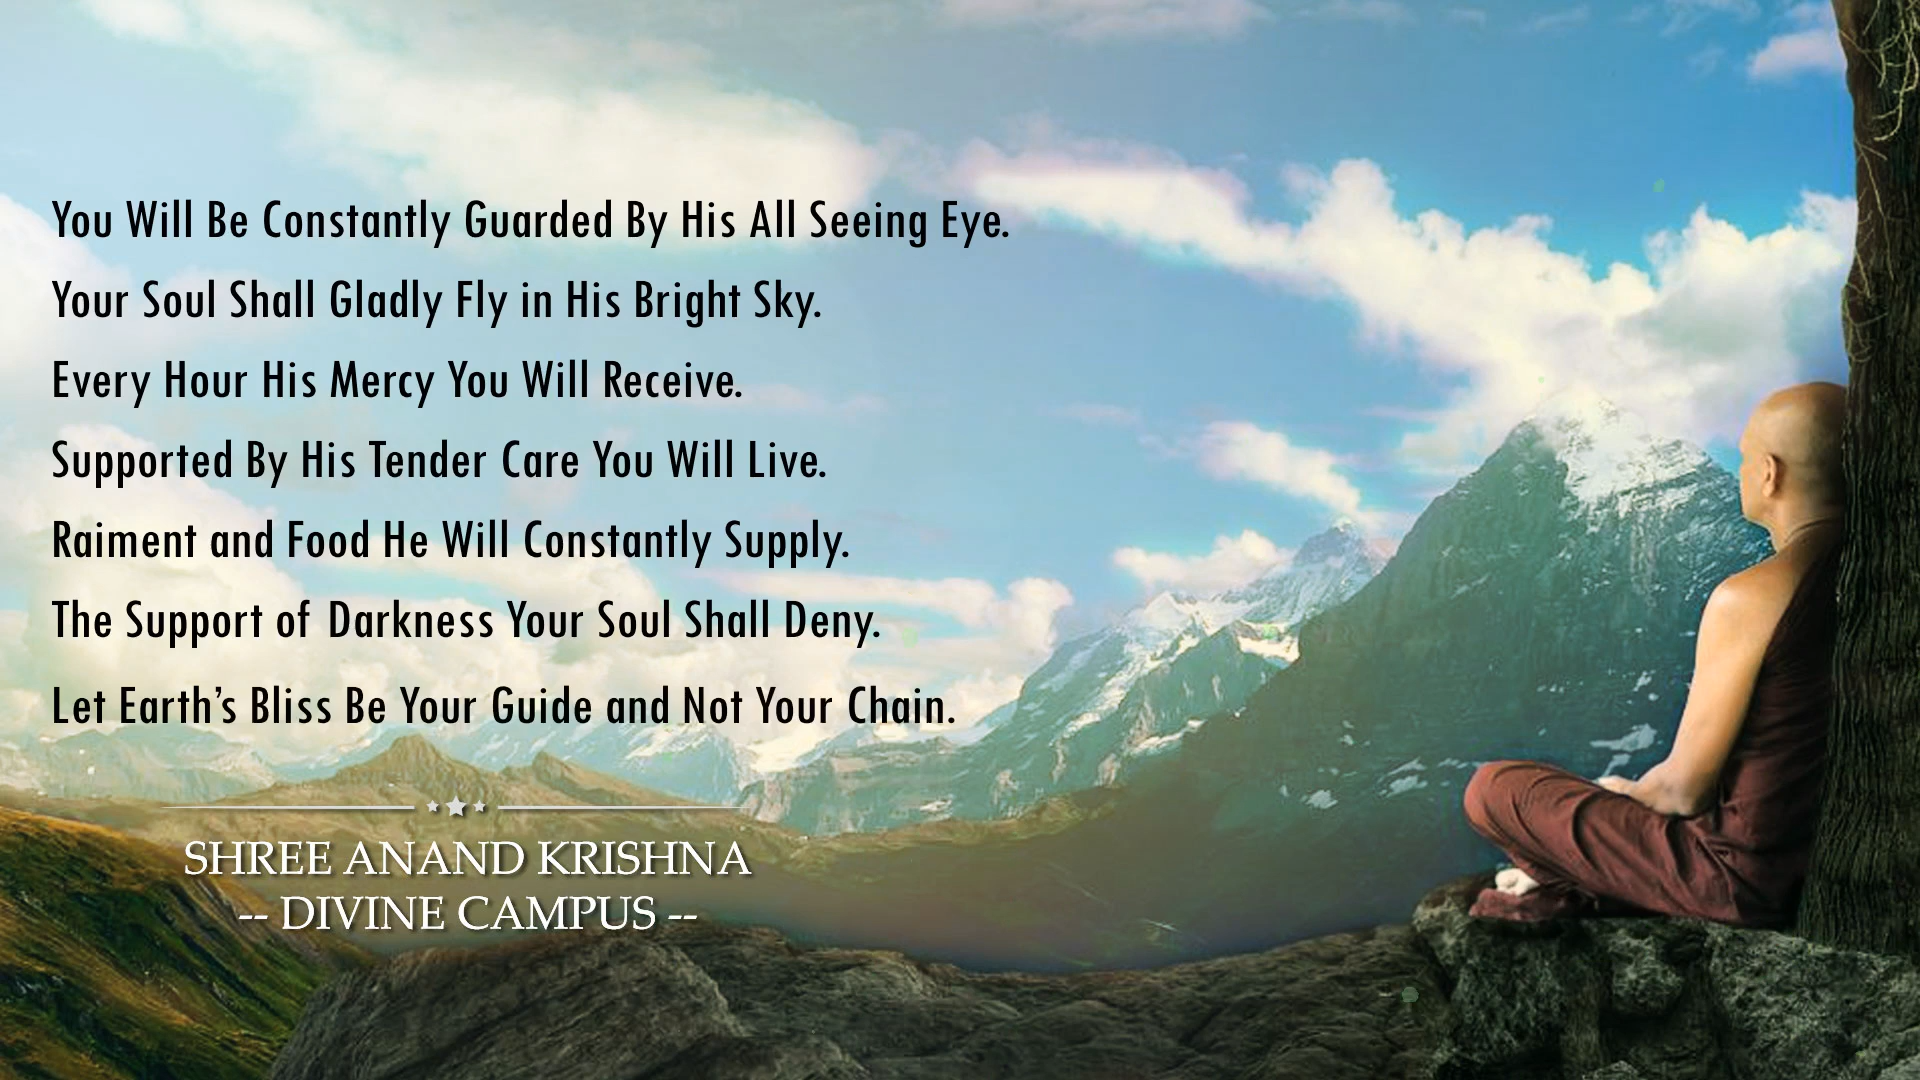 You Will Be Constantly Guarded By His All Seeing Eye.
Your Soul Shall Gladly Fly in His Bright Sky.
Every Hour His Mercy You Will Receive.
Supported By His Tender Care You Will Live.
Raiment and Food He Will Constantly Supply.
The Support of Darkness Your Soul Shall Deny.
Let Earth’s Bliss Be Your Guide and Not Your Chain.
SHREE ANAND KRISHNA
-- DIVINE CAMPUS --